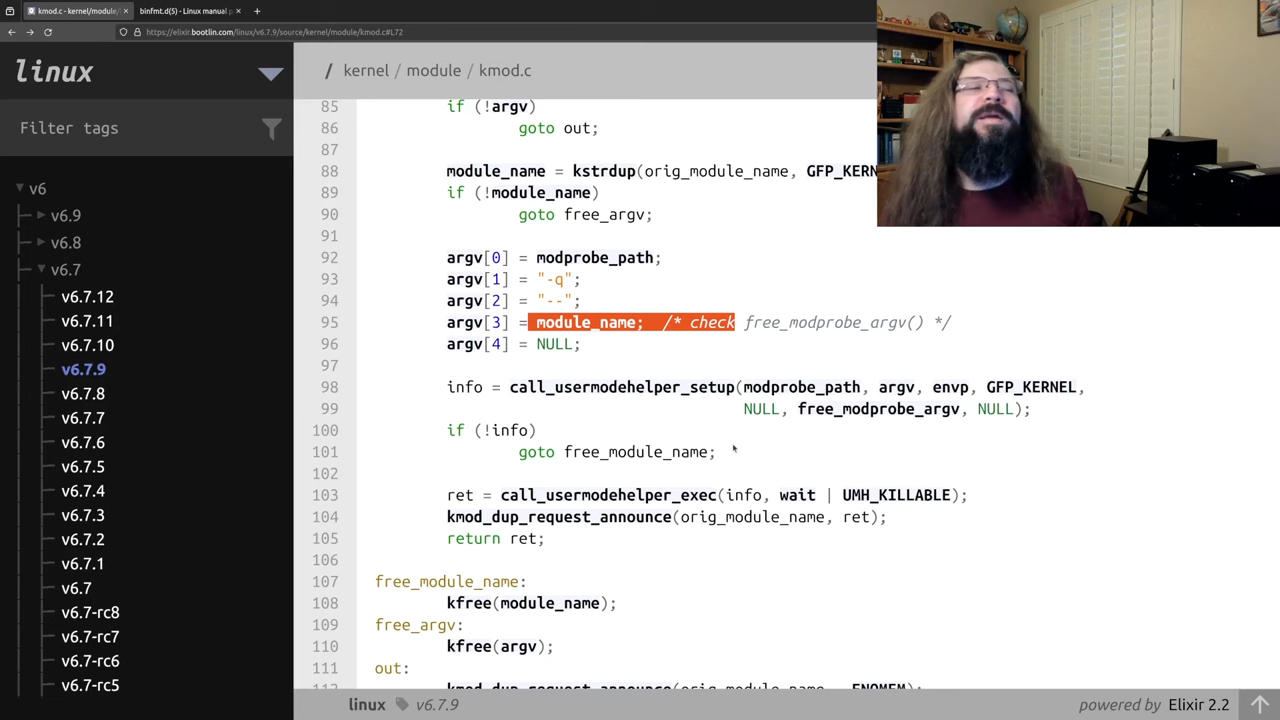 kmod.c - kernel/module/
binfmt.d(5) - Linux manual p
https://elixir.bootlin.com/linux/v6.7.9/source/kernel/module/kmod.c#L72
linux
/ kernel / module / kmod.c
Filter tags
v6
v6.9
v6.8
v6.7
v6.7.12
v6.7.11
v6.7.10
v6.7.9
v6.7.8
v6.7.7
v6.7.6
v6.7.5
v6.7.4
v6.7.3
v6.7.2
v6.7.1
v6.7
v6.7-rc8
v6.7-rc7
v6.7-rc6
v6.7-rc5
85 if (!argv)
86 goto out;
87
88 module_name = kstrdup(orig_module_name, GFP_KERN
89 if (!module_name)
90 goto free_argv;
91
92 argv[0] = modprobe_path;
93 argv[1] = "-q";
94 argv[2] = "--";
95 argv[3] = module_name; /* check free_modprobe_argv() */
96 argv[4] = NULL;
97
98 info = call_usermodehelper_setup(modprobe_path, argv, envp, GFP_KERNEL,
99 NULL, free_modprobe_argv, NULL);
100 if (!info)
101 goto free_module_name;
102
103 ret = call_usermodehelper_exec(info, wait | UMH_KILLABLE);
104 kmod_dup_request_announce(orig_module_name, ret);
105 return ret;
106
107 free_module_name:
108 kfree(module_name);
109 free_argv:
110 kfree(argv);
111 out:
112 kmod_dup_request_announce(orig_module_name, -ENOMEM);
linux v6.7.9
powered by Elixir 2.2